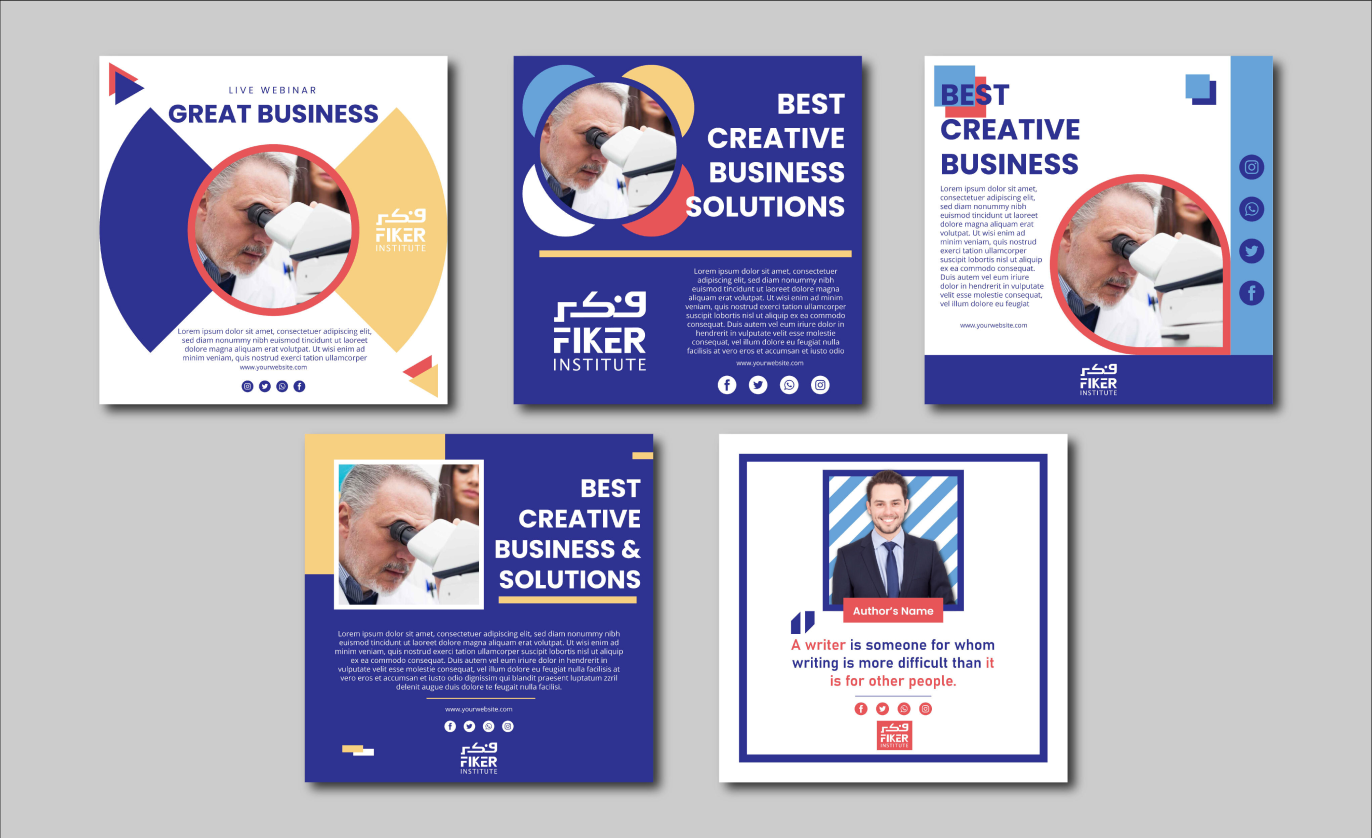 LIVE WEBINAR
GREAT BUSINESS
فكر
FIKER
INSTITUTE
Lorem ipsum dolor sit amet, consectetuer adipiscing elit,
sed diam nonummy nibh euismod tincidunt ut laoreet
dolore magna aliquam erat volutpat. Ut wisi enim ad
minim veniam, quis nostrud exerci tation ullamcorper
www.yourwebsite.com
BEST
CREATIVE
BUSINESS
SOLUTIONS
فكر
FIKER
INSTITUTE
Lorem ipsum dolor sit amet, consectetuer
adipiscing elit, sed diam nonummy nibh
euismod tincidunt ut laoreet dolore magna
aliquam erat volutpat. Ut wisi enim ad minim
veniam, quis nostrud exerci tation ullamcorper
suscipit lobortis nisl ut aliquip ex ea commodo
consequat. Duis autem vel eum iriure dolor in
hendrerit in vulputate velit esse molestie
consequat, vel illum dolore eu feugiat nulla
facilisis at vero eros et accumsan et iusto odio
www.yourwebsite.com
BEST
CREATIVE
BUSINESS
Lorem ipsum dolor sit amet,
consectetuer adipiscing elit,
sed diam nonummy nibh
euismod tincidunt ut laoreet
dolore magna aliquam erat
volutpat. Ut wisi enim ad
minim veniam, quis nostrud
exerci tation ullamcorper
suscipit lobortis nisl ut aliquip
ex ea commodo consequat.
Duis autem vel eum iriure
dolor in hendrerit in vulputate
velit esse molestie consequat,
vel illum dolore eu feugiat
www.yourwebsite.com
فكر
FIKER
INSTITUTE
BEST
CREATIVE
BUSINESS &
SOLUTIONS
Lorem ipsum dolor sit amet, consectetuer adipiscing elit, sed diam nonummy nibh
euismod tincidunt ut laoreet dolore magna aliquam erat volutpat. Ut wisi enim ad
minim veniam, quis nostrud exerci tation ullamcorper suscipit lobortis nisl ut aliquip
ex ea commodo consequat. Duis autem vel eum iriure dolor in hendrerit in
vulputate velit esse molestie consequat, vel illum dolore eu feugiat nulla facilisis at
vero eros et accumsan et iusto odio dignissim qui blandit praesent luptatum zzril
delenit augue duis dolore te feugait nulla facilisi.
www.yourwebsite.com
فكر
FIKER
INSTITUTE
Author's Name
A writer is someone for whom
writing is more difficult than it
is for other people.
فكر
FIKER
INSTITUTE